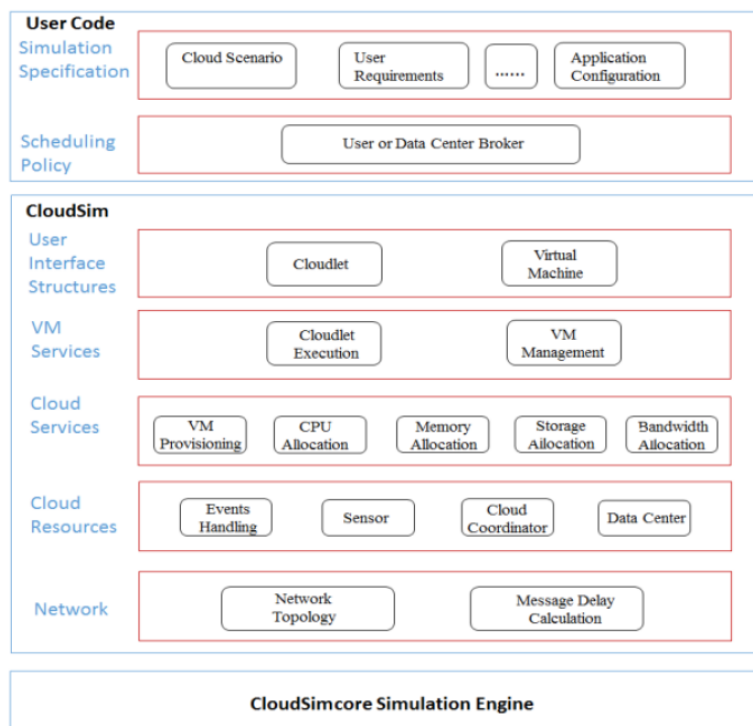 User Code
Simulation
Specification
Cloud Scenario
User
Requirements
......
Application
Configuration
Scheduling
Policy
User or Data Center Broker
CloudSim
User
Interface
Structures
Cloudlet
Virtual
Machine
VM
Services
Cloudlet
Execution
VM
Management
Cloud
Services
VM
Provisioning
CPU
Allocation
Memory
Allocation
Storage
Ailocation
Bandwidth
Allocation
Cloud
Resources
Events
Handling
Sensor
Cloud
Coordinator
Data Center
Network
Network
Topology
Message Delay
Calculation
CloudSimcore Simulation Engine